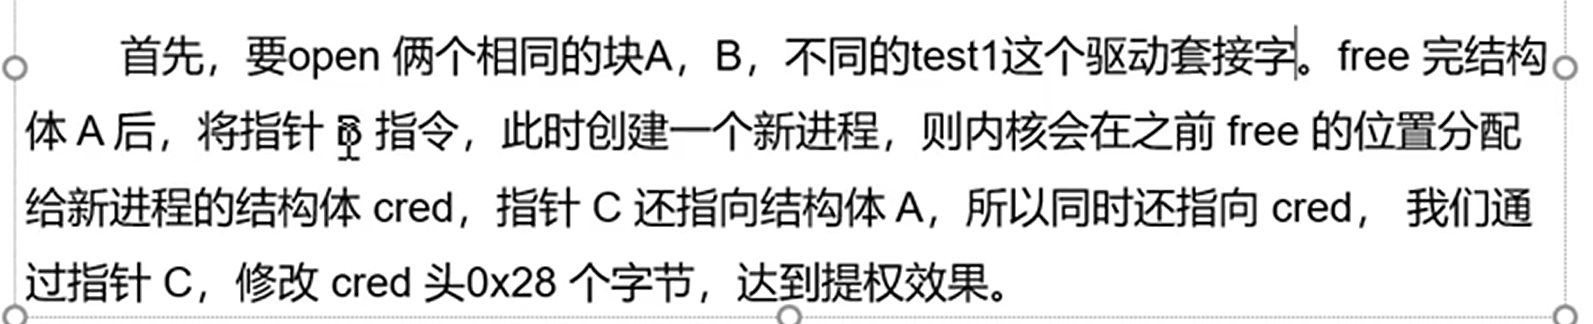 首先，要open 俩个相同的块A，B，不同的test1这个驱动套接字。free 完结构
体 A 后，将指针 指令，此时创建一个新进程，则内核会在之前 free 的位置分配
给新进程的结构体 cred，指针 C 还指向结构体 A，所以同时还指向 cred， 我们通
过指针 C，修改 cred 头0x28 个字节，达到提权效果。